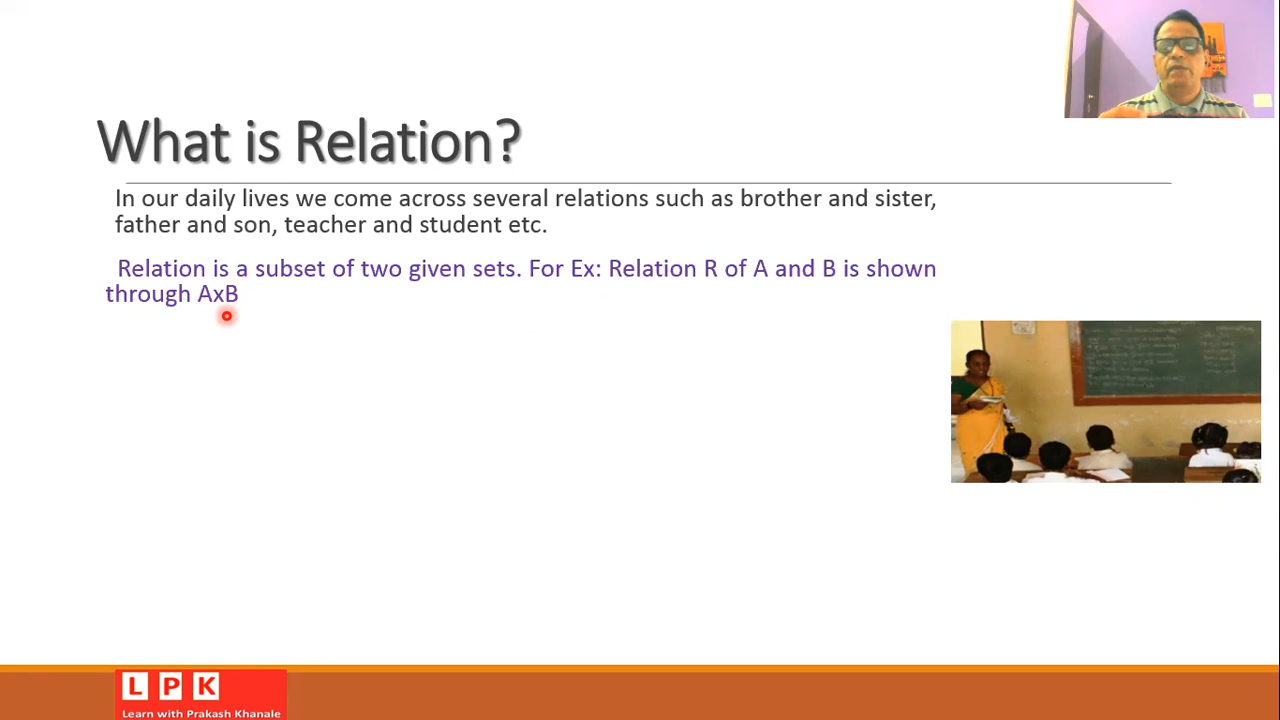 What is Relation?
In our daily lives we come across several relations such as brother and sister,
father and son, teacher and student etc.
Relation is a subset of two given sets. For Ex: Relation R of A and B is shown
through AxB
L P K
Learn with Prakash Khanale